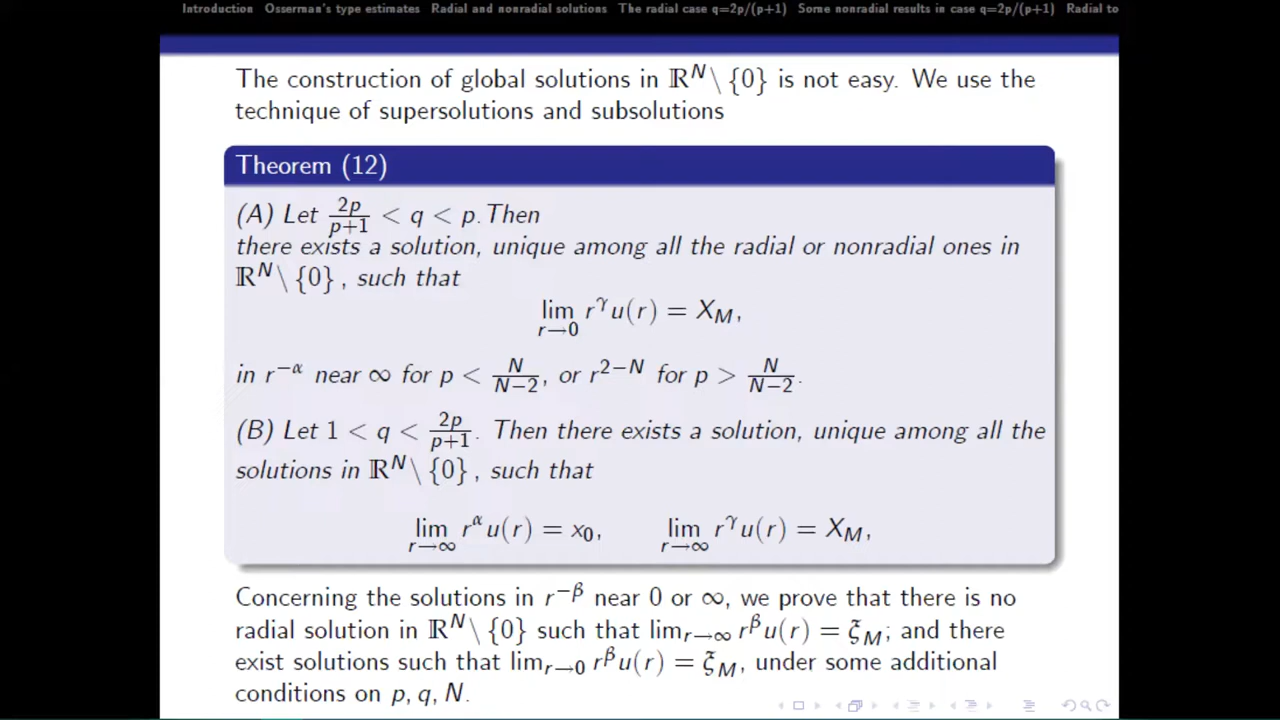 Introduction Osserman's type estimates Radial and nonradial solutions The radial case q=2p/(p+1) Some nonradial results in case q=2p/(p+1) Radial to
The construction of global solutions in ℝ^N \ {0} is not easy. We use the
technique of supersolutions and subsolutions
Theorem (12)
(A) Let 2p/(p+1) < q < p. Then
there exists a solution, unique among all the radial or nonradial ones in
ℝ^N \ {0} , such that
lim_{r→0} r^γ u(r) = X_M,
in r^{−α} near ∞ for p < N/(N−2), or r^{2−N} for p > N/(N−2).
(B) Let 1 < q < 2p/(p+1). Then there exists a solution, unique among all the
solutions in ℝ^N \ {0} , such that
lim_{r→∞} r^α u(r) = x_0, lim_{r→∞} r^γ u(r) = X_M,
Concerning the solutions in r^{−β} near 0 or ∞, we prove that there is no
radial solution in ℝ^N \ {0} such that lim_{r→∞} r^β u(r) = ξ_M; and there
exist solutions such that lim_{r→0} r^β u(r) = ξ_M, under some additional
conditions on p, q, N.